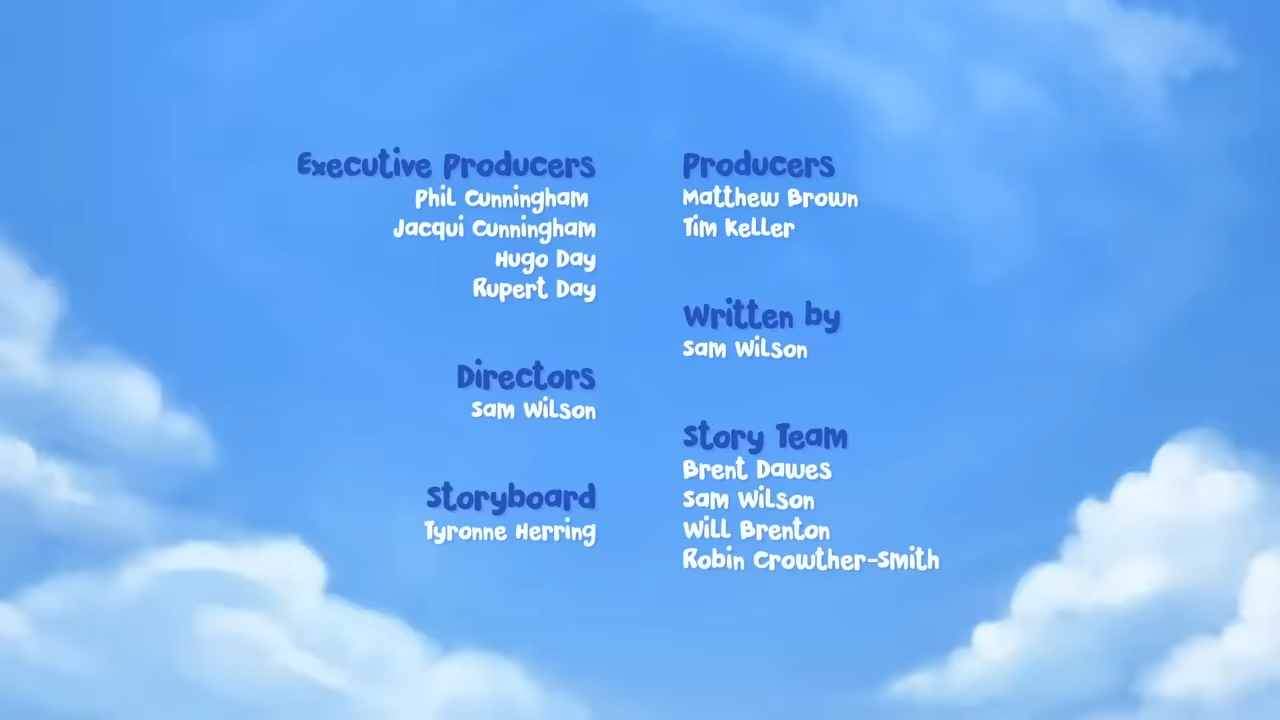 Executive Producers
Phil Cunningham
Jacqui Cunningham
Hugo Day
Rupert Day
Directors
Sam Wilson
Storyboard
Tyronne Herring
Producers
Matthew Brown
Tim Keller
Written by
Sam Wilson
Story Team
Brent Dawes
Sam Wilson
Will Brenton
Robin Crowther-Smith